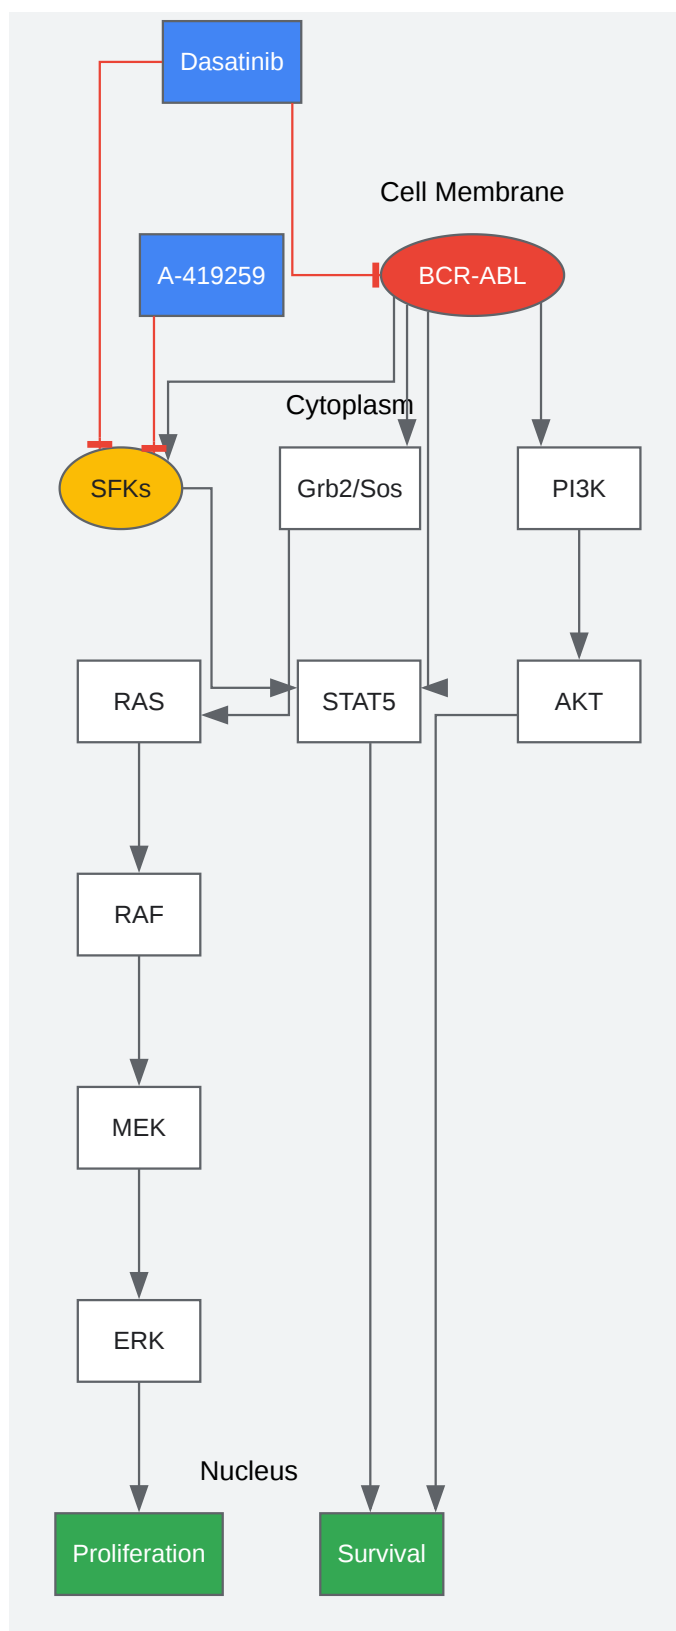 Dasatinib
Cell Membrane
A-419259
BCR-ABL
Cytoplasm
SFKs
Grb2/Sos
PI3K
RAS
STAT5
AKT
RAF
MEK
ERK
Nucleus
Proliferation
Survival